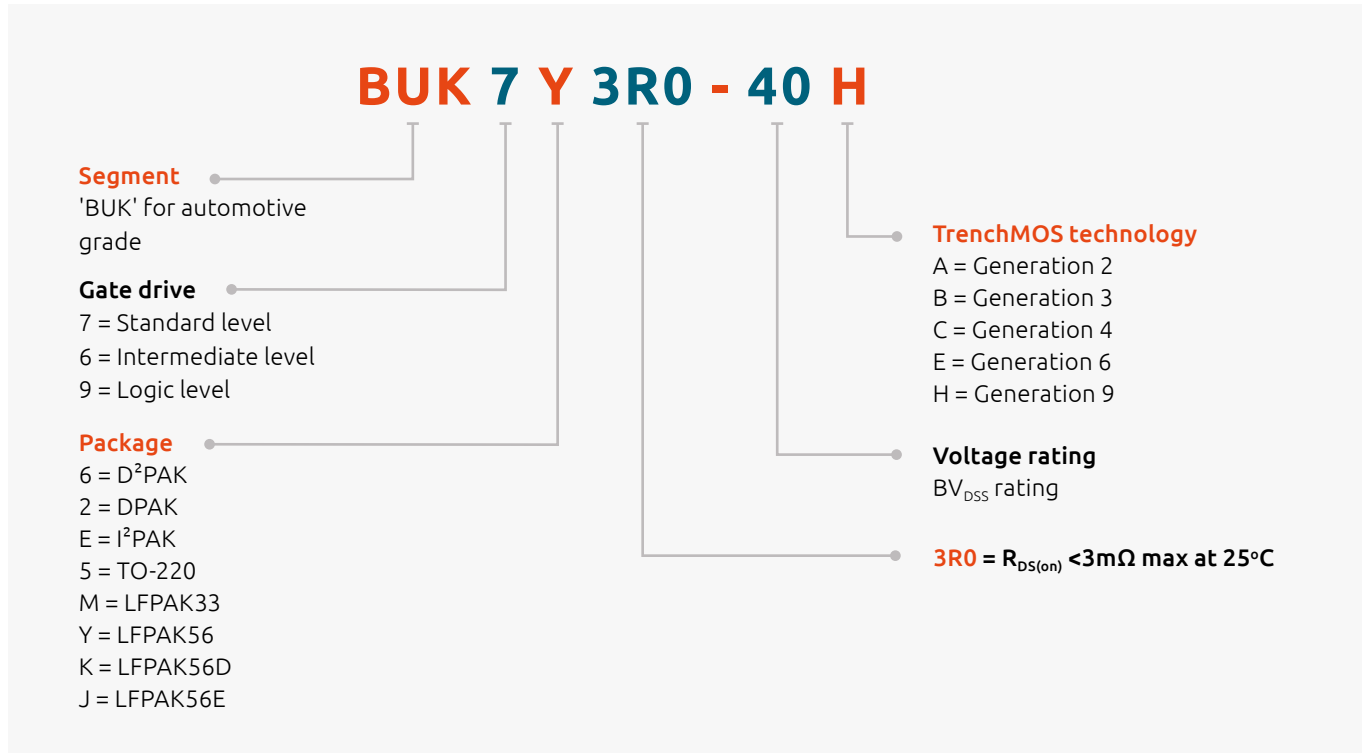 BUK 7 Y 3R0 - 40 H
Segment
'BUK' for automotive
grade
Gate drive
7 = Standard level
6 = Intermediate level
9 = Logic level
Package
6 = D²PAK
2 = DPAK
E = I²PAK
5 = TO-220
M = LFPAK33
Y = LFPAK56
K = LFPAK56D
J = LFPAK56E
TrenchMOS technology
A = Generation 2
B = Generation 3
C = Generation 4
E = Generation 6
H = Generation 9
Voltage rating
BVDSS rating
3R0 = RDS(on) <3mΩ max at 25°C